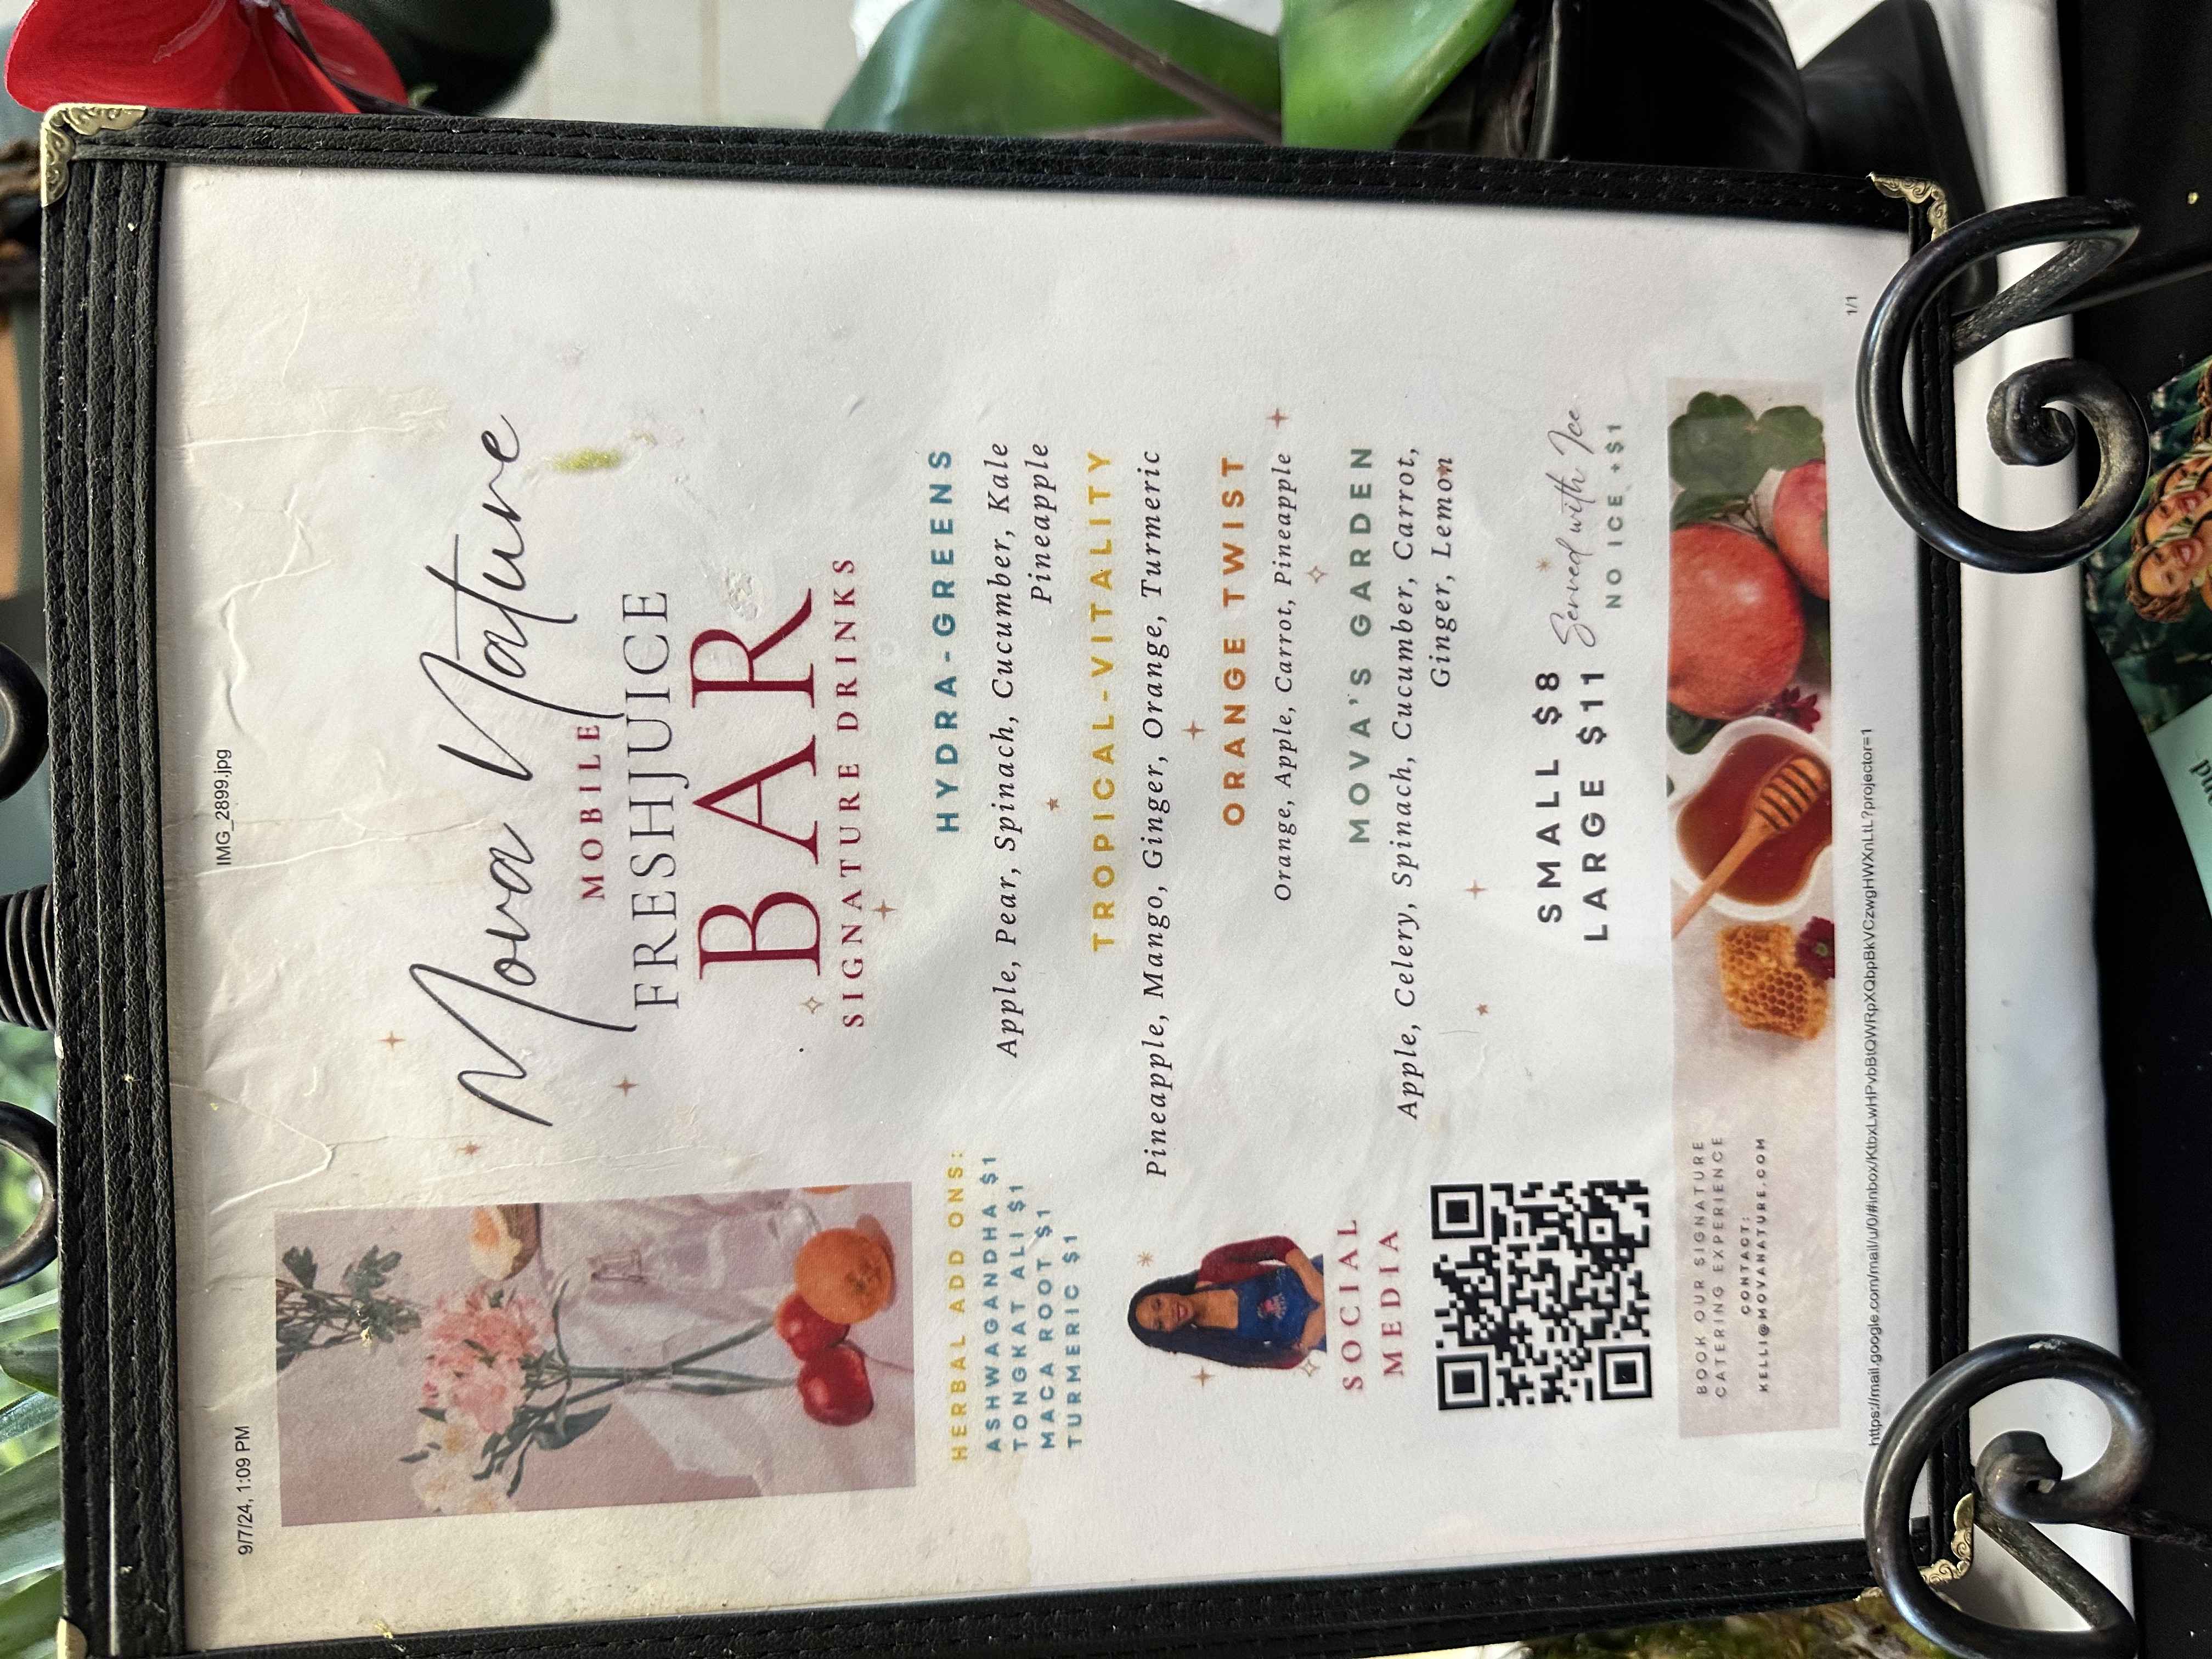 9/7/24, 1:09 PM
IMG_2899.jpg
Mova Nature
MOBILE
FRESHJUICE
BAR
SIGNATURE DRINKS
HERBAL ADD ONS:
ASHWAGANDHA $1
TONGKAT ALI $1
MACA ROOT $1
TURMERIC $1
SOCIAL
MEDIA
HYDRA-GREENS
Apple, Pear, Spinach, Cucumber, Kale
Pineapple
TROPICAL-VITALITY
Pineapple, Mango, Ginger, Orange, Turmeric
ORANGE TWIST
Orange, Apple, Carrot, Pineapple
MOVA'S GARDEN
Apple, Celery, Spinach, Cucumber, Carrot,
Ginger, Lemon
SMALL $8
LARGE $11
Served with Ice
NO ICE +$1
BOOK OUR SIGNATURE
CATERING EXPERIENCE
CONTACT:
KELLI@MOVANATURE.COM
https://mail.google.com/mail/u/0/#inbox/KtbxLwHPvbBtQWRpXQbpBkVCzwgHWXnLtL?projector=1
1/1